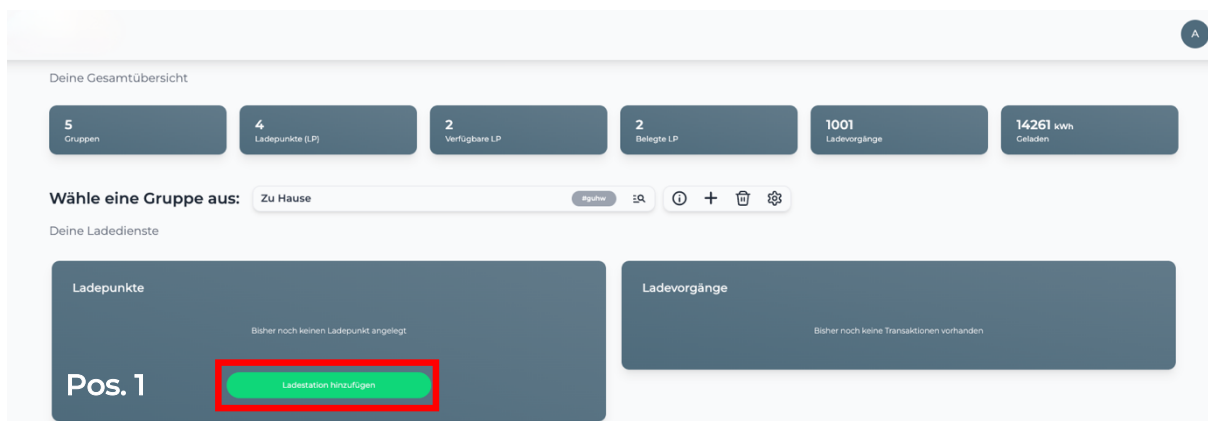 A
Deine Gesamtübersicht
5
Gruppen
4
Ladepunkte (LP)
2
Verfügbare LP
2
Belegte LP
1001
Ladevorgänge
14261 kWh
Geladen
Wähle eine Gruppe aus:
Zu Hause
#guhw
Deine Ladedienste
Ladepunkte
Bisher noch keinen Ladepunkt angelegt
Pos. 1
Ladestation hinzufügen
Ladevorgänge
Bisher noch keine Transaktionen vorhanden